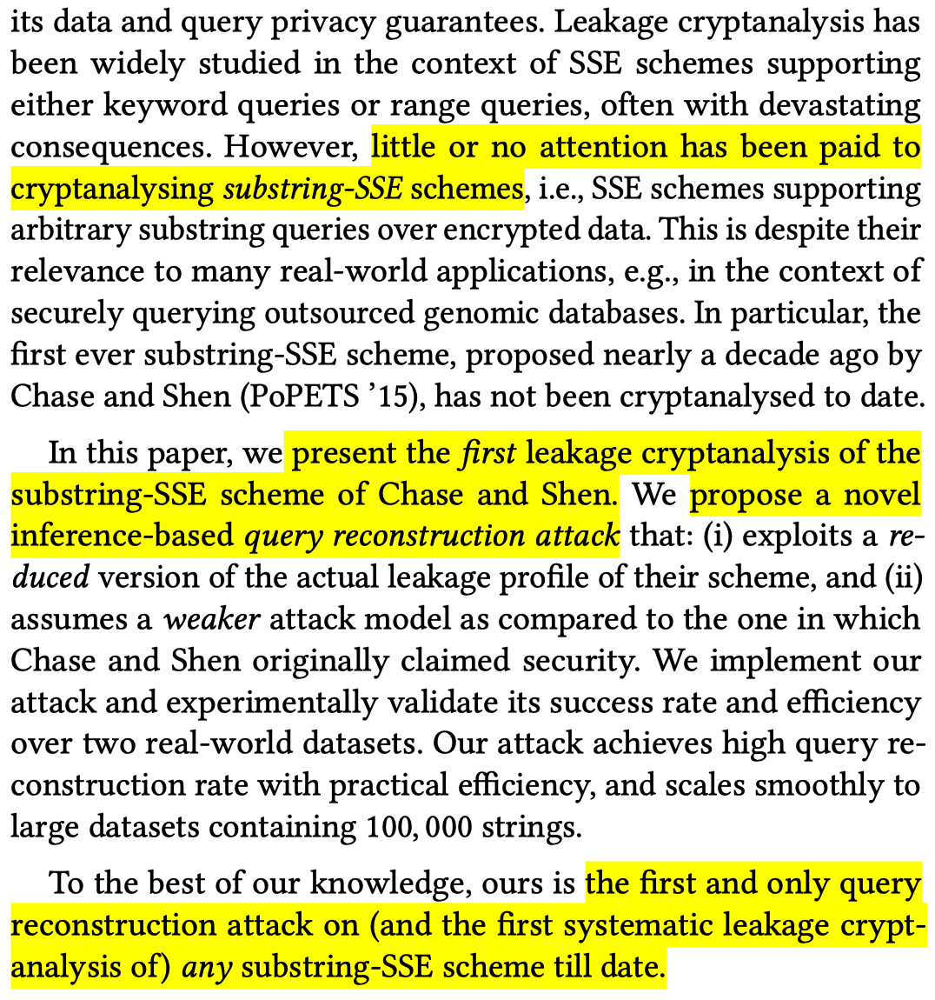 its data and query privacy guarantees. Leakage cryptanalysis has
been widely studied in the context of SSE schemes supporting
either keyword queries or range queries, often with devastating
consequences. However, little or no attention has been paid to
cryptanalysing substring-SSE schemes, i.e., SSE schemes supporting
arbitrary substring queries over encrypted data. This is despite their
relevance to many real-world applications, e.g., in the context of
securely querying outsourced genomic databases. In particular, the
first ever substring-SSE scheme, proposed nearly a decade ago by
Chase and Shen (PoPETS ’15), has not been cryptanalysed to date.
In this paper, we present the first leakage cryptanalysis of the
substring-SSE scheme of Chase and Shen. We propose a novel
inference-based query reconstruction attack that: (i) exploits a re-
duced version of the actual leakage profile of their scheme, and (ii)
assumes a weaker attack model as compared to the one in which
Chase and Shen originally claimed security. We implement our
attack and experimentally validate its success rate and efficiency
over two real-world datasets. Our attack achieves high query re-
construction rate with practical efficiency, and scales smoothly to
large datasets containing 100, 000 strings.
To the best of our knowledge, ours is the first and only query
reconstruction attack on (and the first systematic leakage crypt-
analysis of) any substring-SSE scheme till date.